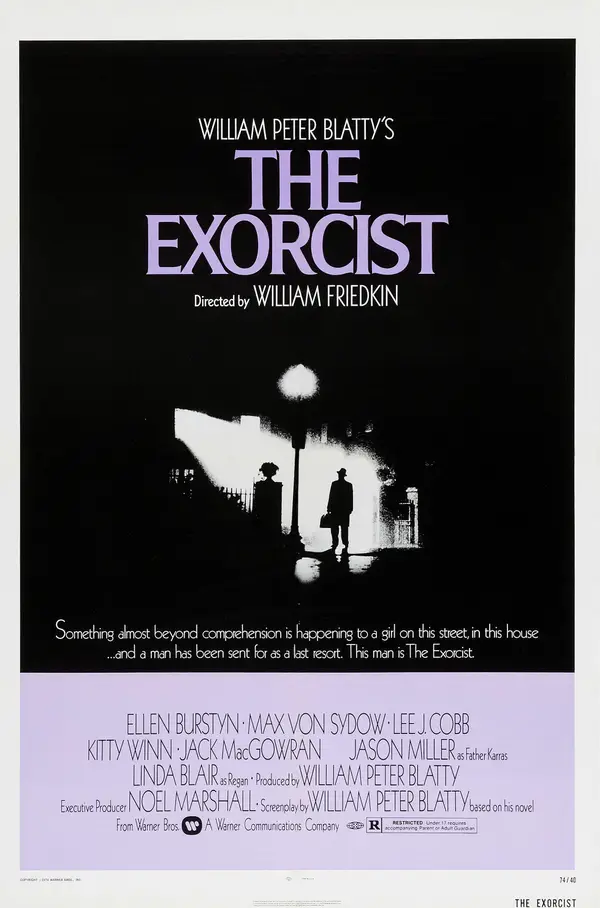 WILLIAM PETER BLATTY'S
THE
EXORCIST
Directed by WILLIAM FRIEDKIN
Something almost beyond comprehension is happening to a girl on this street, in this house
...and a man has been sent for as a last resort. This man is The Exorcist.
ELLEN BURSTYN · MAX VON SYDOW · LEE J. COBB
KITTY WINN · JACK MacGOWRAN JASON MILLER as Father Karras
LINDA BLAIR as Regan · Produced by WILLIAM PETER BLATTY
Executive Producer NOEL MARSHALL · Screenplay by WILLIAM PETER BLATTY based on his novel
From Warner Bros. A Warner Communications Company R RESTRICTED Under 17 requires
accompanying Parent or Adult Guardian
74/40
THE EXORCIST